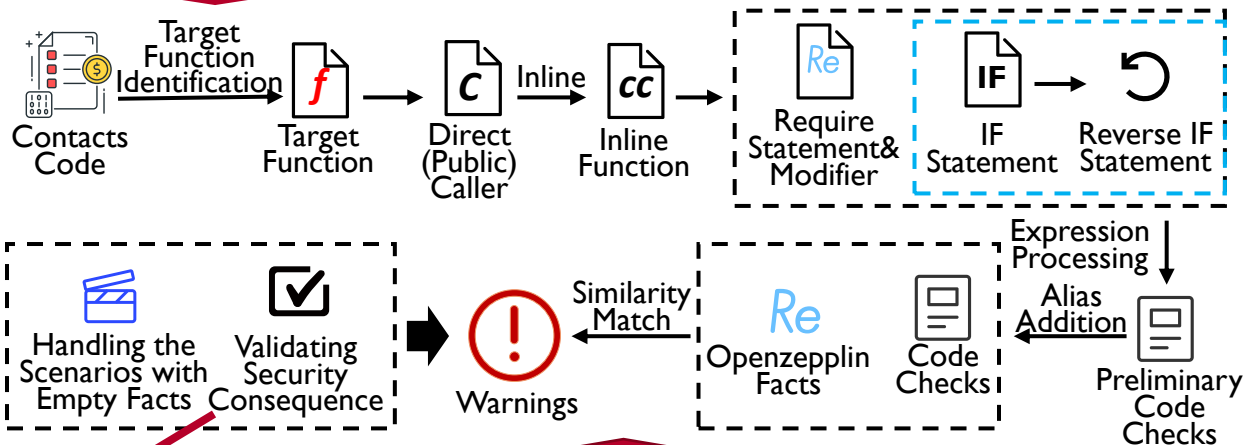 Target
Function
Identification
Contacts
Code
$
101
010
f
Target
Function
C
Direct
(Public)
Caller
Inline
CC
Inline
Function
Re
Require
Statement&
Modifier
IF
IF
Statement
Reverse IF
Statement
Expression
Processing
Alias
Addition
Preliminary
Code
Checks
Code
Checks
Re
Openzepplin
Facts
Similarity
Match
Warnings
Handling the
Scenarios with
Empty Facts
Validating
Security
Consequence